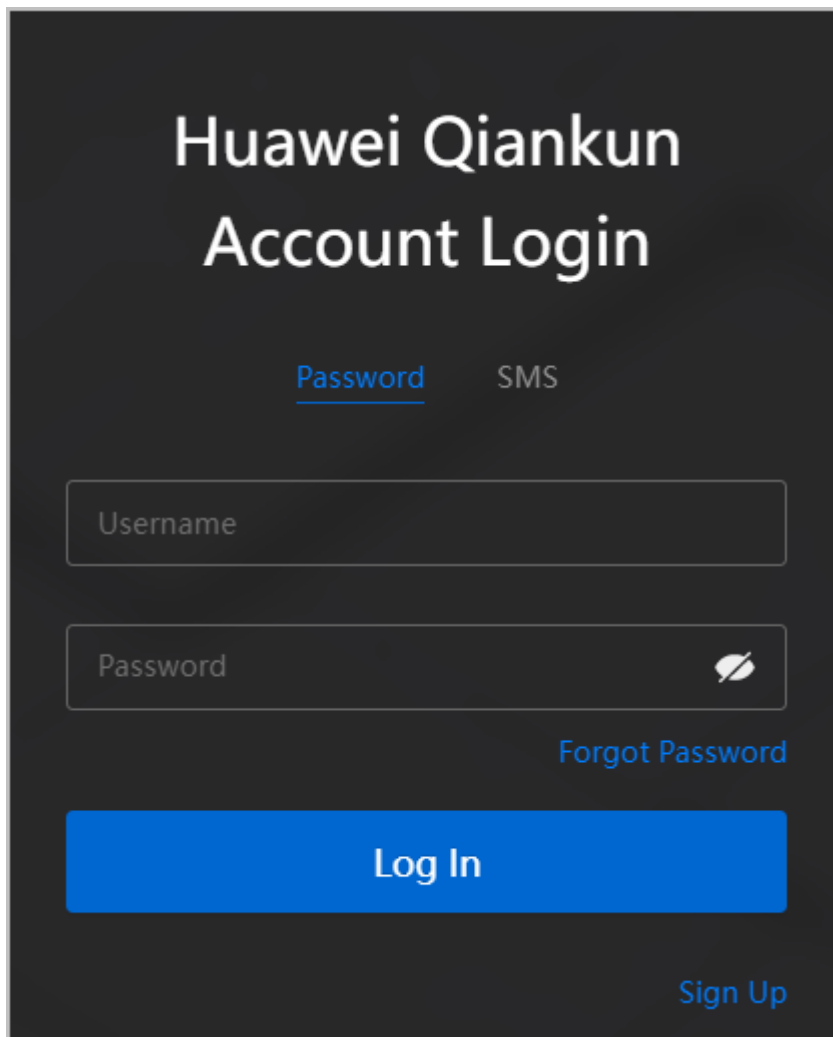 Huawei Qiankun
Account Login
Password SMS
Username
Password
Forgot Password
Log In
Sign Up